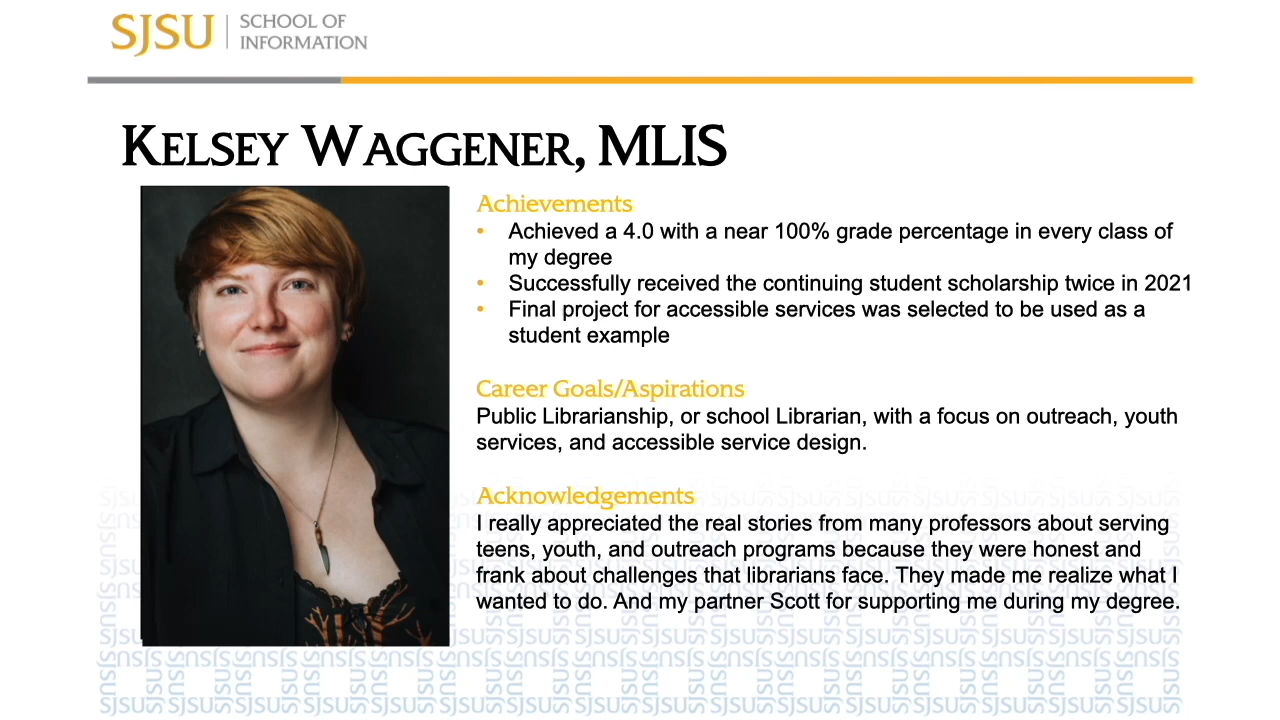 SJSU SCHOOL OF
INFORMATION
KELSEY WAGGENER, MLIS
Achievements
• Achieved a 4.0 with a near 100% grade percentage in every class of
my degree
• Successfully received the continuing student scholarship twice in 2021
• Final project for accessible services was selected to be used as a
student example
Career Goals/Aspirations
Public Librarianship, or school Librarian, with a focus on outreach, youth
services, and accessible service design.
Acknowledgements
I really appreciated the real stories from many professors about serving
teens, youth, and outreach programs because they were honest and
frank about challenges that librarians face. They made me realize what I
wanted to do. And my partner Scott for supporting me during my degree.